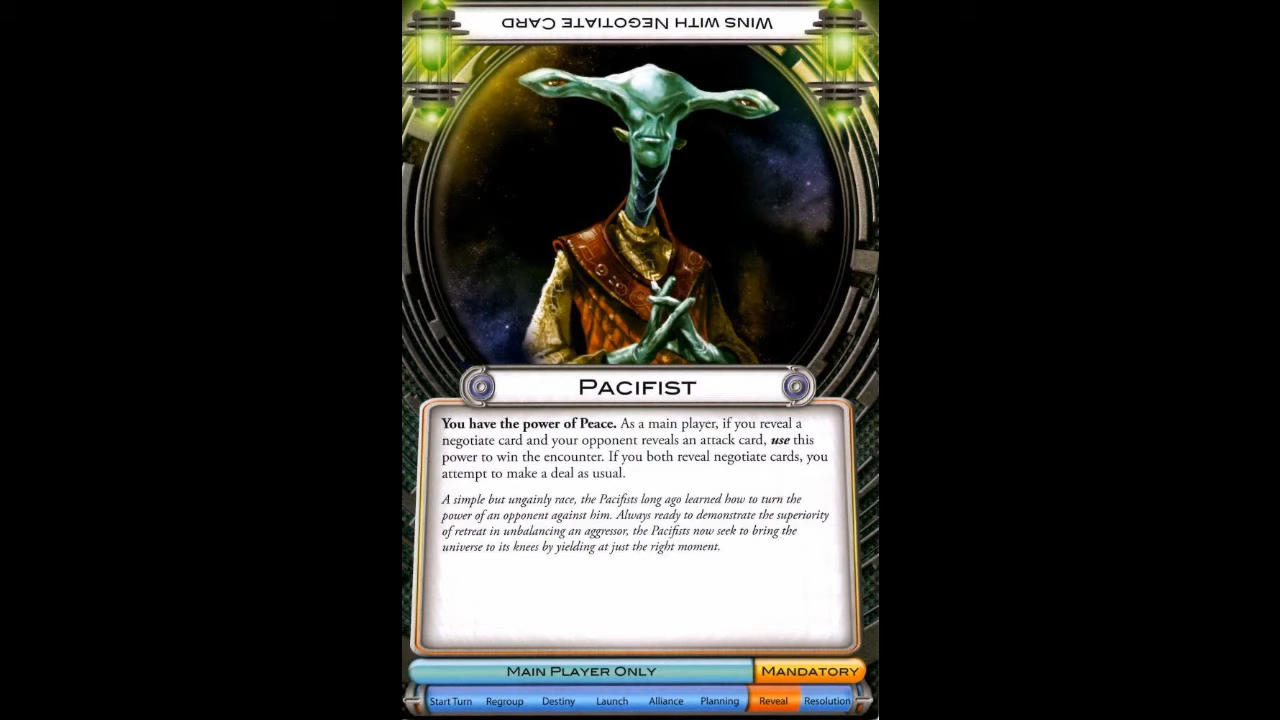 Wins with Negotiate Card
Pacifist
You have the power of Peace. As a main player, if you reveal a
negotiate card and your opponent reveals an attack card, use this
power to win the encounter. If you both reveal negotiate cards, you
attempt to make a deal as usual.
A simple but ungainly race, the Pacifists long ago learned how to turn the
power of an opponent against him. Always ready to demonstrate the superiority
of retreat in unbalancing an aggressor, the Pacifists now seek to bring the
universe to its knees by yielding at just the right moment.
Main Player Only Mandatory
Start Turn Regroup Destiny Launch Alliance Planning Reveal Resolution